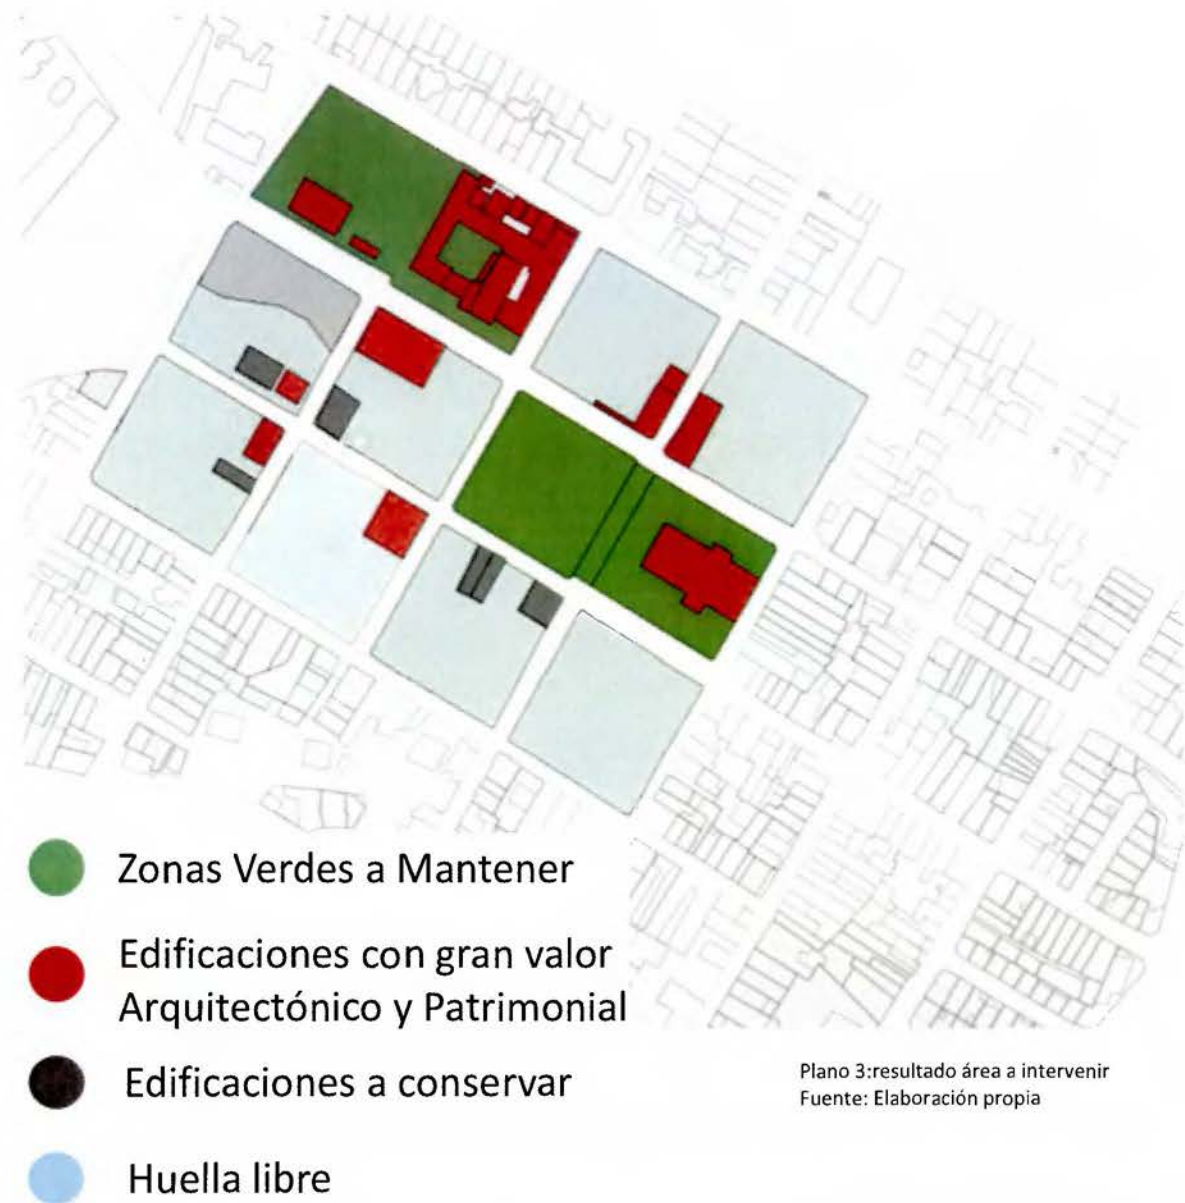 30
Zonas Verdes a Mantener
Edificaciones con gran valor
Arquitectónico y Patrimonial
Edificaciones a conservar
Huella libre
Plano 3:resultado área a intervenir
Fuente: Elaboración propia